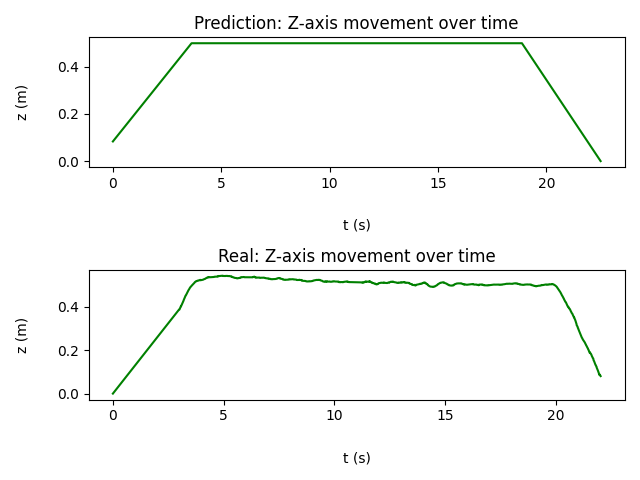 Prediction: Z-axis movement over time
z (m)
0.4
0.2
0.0
0 5 10 15 20
t (s)
Real: Z-axis movement over time
z (m)
0.4
0.2
0.0
0 5 10 15 20
t (s)